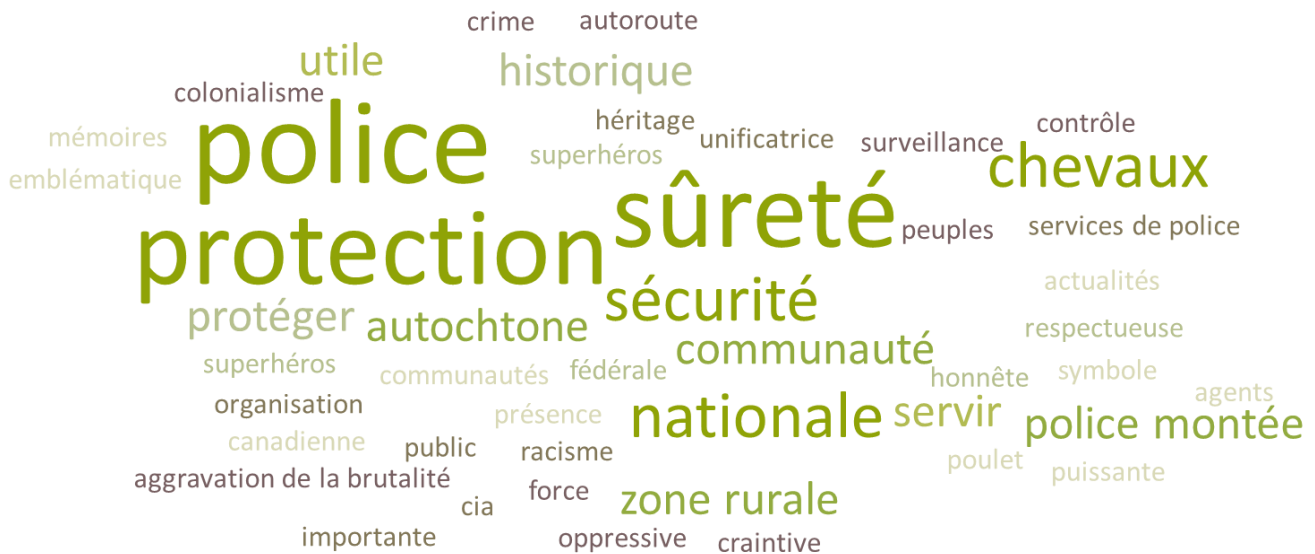 crime
autoroute
utile
historique
colonialisme
police
héritage
contrôle
mémoires
unificatrice
surveillance
superhéros
chevaux
emblématique
sûreté
protection
peuples
services de police
sécurité
actualités
protéger
autochtone
respectueuse
communauté
superhéros
communautés
fédérale
honnête
symbole
organisation
présence
nationale
servir
agents
police montée
canadienne
public
racisme
poulet
puissante
aggravation de la brutalité
force
cia
zone rurale
importante
oppressive
craintive